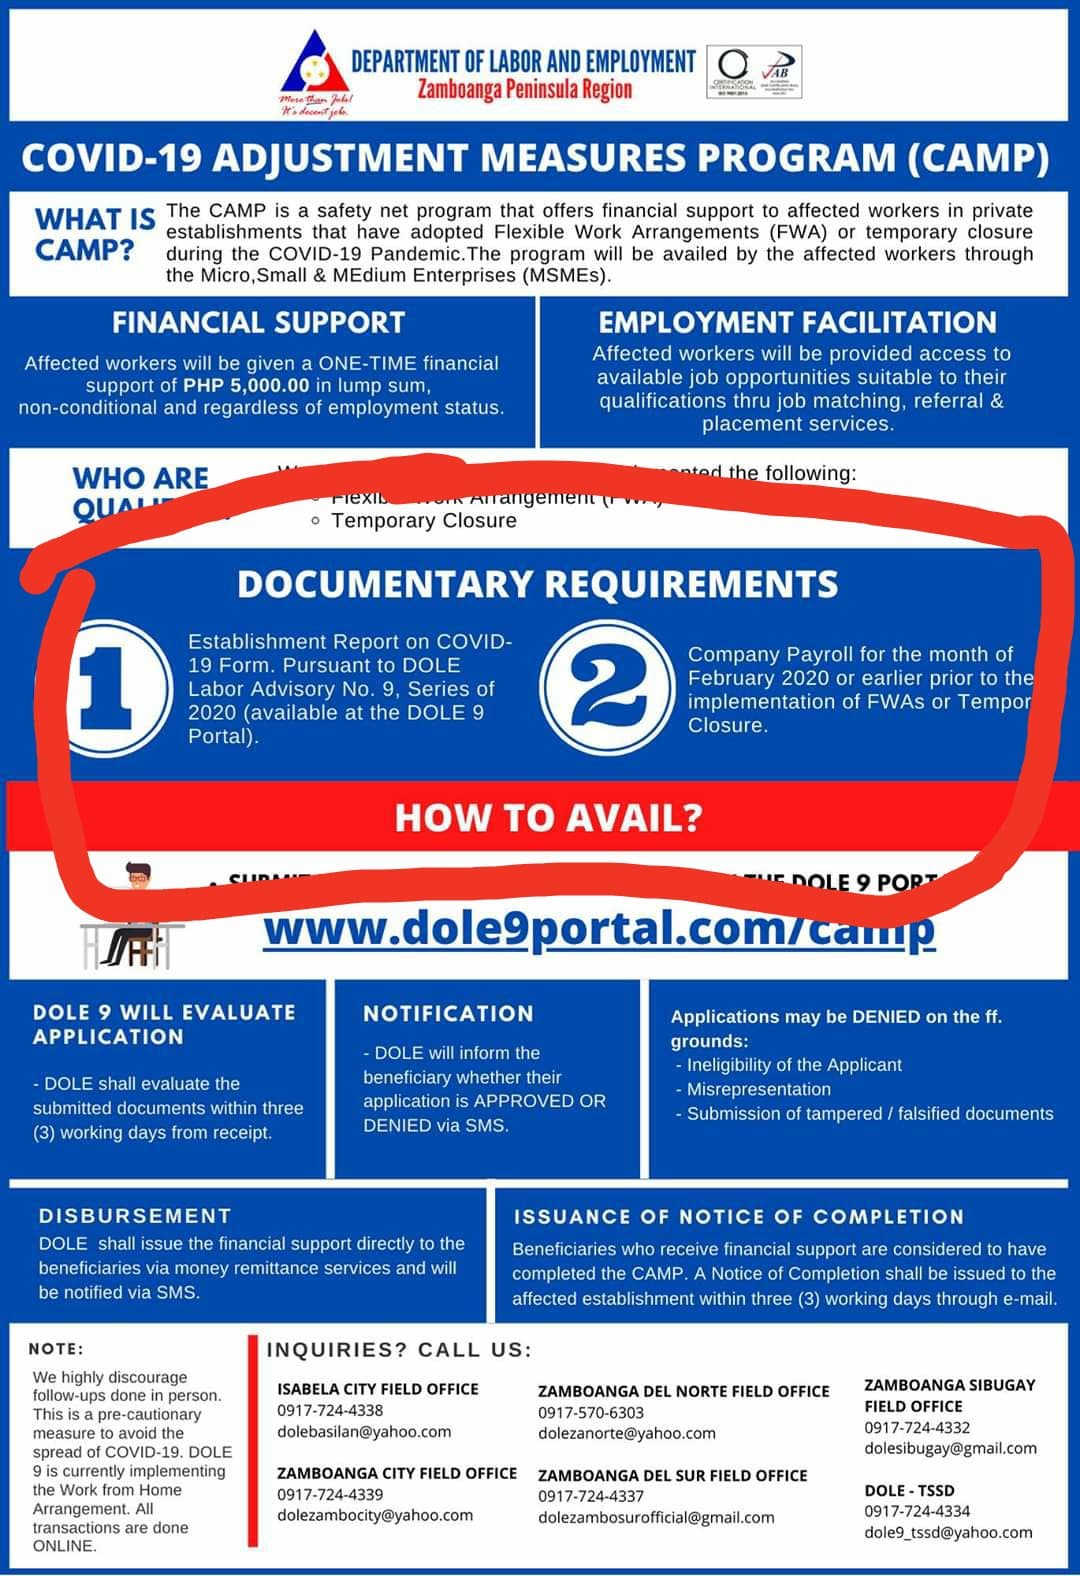 DEPARTMENT OF LABOR AND EMPLOYMENT
Zamboanga Peninsula Region
More than Jobs!
It's decent job.
CERTIFICATION
INTERNATIONAL
ISO 9001:2015
PAB
COVID-19 ADJUSTMENT MEASURES PROGRAM (CAMP)
WHAT IS
CAMP?
The CAMP is a safety net program that offers financial support to affected workers in private
establishments that have adopted Flexible Work Arrangements (FWA) or temporary closure
during the COVID-19 Pandemic.The program will be availed by the affected workers through
the Micro,Small & MEdium Enterprises (MSMEs).
FINANCIAL SUPPORT
Affected workers will be given a ONE-TIME financial
support of PHP 5,000.00 in lump sum,
non-conditional and regardless of employment status.
EMPLOYMENT FACILITATION
Affected workers will be provided access to
available job opportunities suitable to their
qualifications thru job matching, referral &
placement services.
WHO ARE
the following:
Arrangement
Temporary Closure
DOCUMENTARY REQUIREMENTS
1
Establishment Report on COVID-
19 Form. Pursuant to DOLE
Labor Advisory No. 9, Series of
2020 (available at the DOLE 9
Portal).
2
Company Payroll for the month of
February 2020 or earlier prior to the
implementation of FWAs or Tempor
Closure.
HOW TO AVAIL?
DOLE 9
www.dole9portal.com/camp
DOLE 9 WILL EVALUATE
APPLICATION
- DOLE shall evaluate the
submitted documents within three
(3) working days from receipt.
NOTIFICATION
- DOLE will inform the
beneficiary whether their
application is APPROVED OR
DENIED via SMS.
Applications may be DENIED on the ff.
grounds:
- Ineligibility of the Applicant
- Misrepresentation
- Submission of tampered / falsified documents
DISBURSEMENT
DOLE shall issue the financial support directly to the
beneficiaries via money remittance services and will
be notified via SMS.
ISSUANCE OF NOTICE OF COMPLETION
Beneficiaries who receive financial support are considered to have
completed the CAMP. A Notice of Completion shall be issued to the
affected establishment within three (3) working days through e-mail.
NOTE:
We highly discourage
follow-ups done in person.
This is a pre-cautionary
measure to avoid the
spread of COVID-19. DOLE
9 is currently implementing
the Work from Home
Arrangement. All
transactions are done
ONLINE.
INQUIRIES? CALL US:
ISABELA CITY FIELD OFFICE
0917-724-4338
dolebasilan@yahoo.com
ZAMBOANGA CITY FIELD OFFICE
0917-724-4339
dolezambocity@yahoo.com
ZAMBOANGA DEL NORTE FIELD OFFICE
0917-570-6303
dolezanorte@yahoo.com
ZAMBOANGA DEL SUR FIELD OFFICE
0917-724-4337
dolezambosurofficial@gmail.com
ZAMBOANGA SIBUGAY
FIELD OFFICE
0917-724-4332
dolesibugay@gmail.com
DOLE - TSSD
0917-724-4334
dole9_tssd@yahoo.com